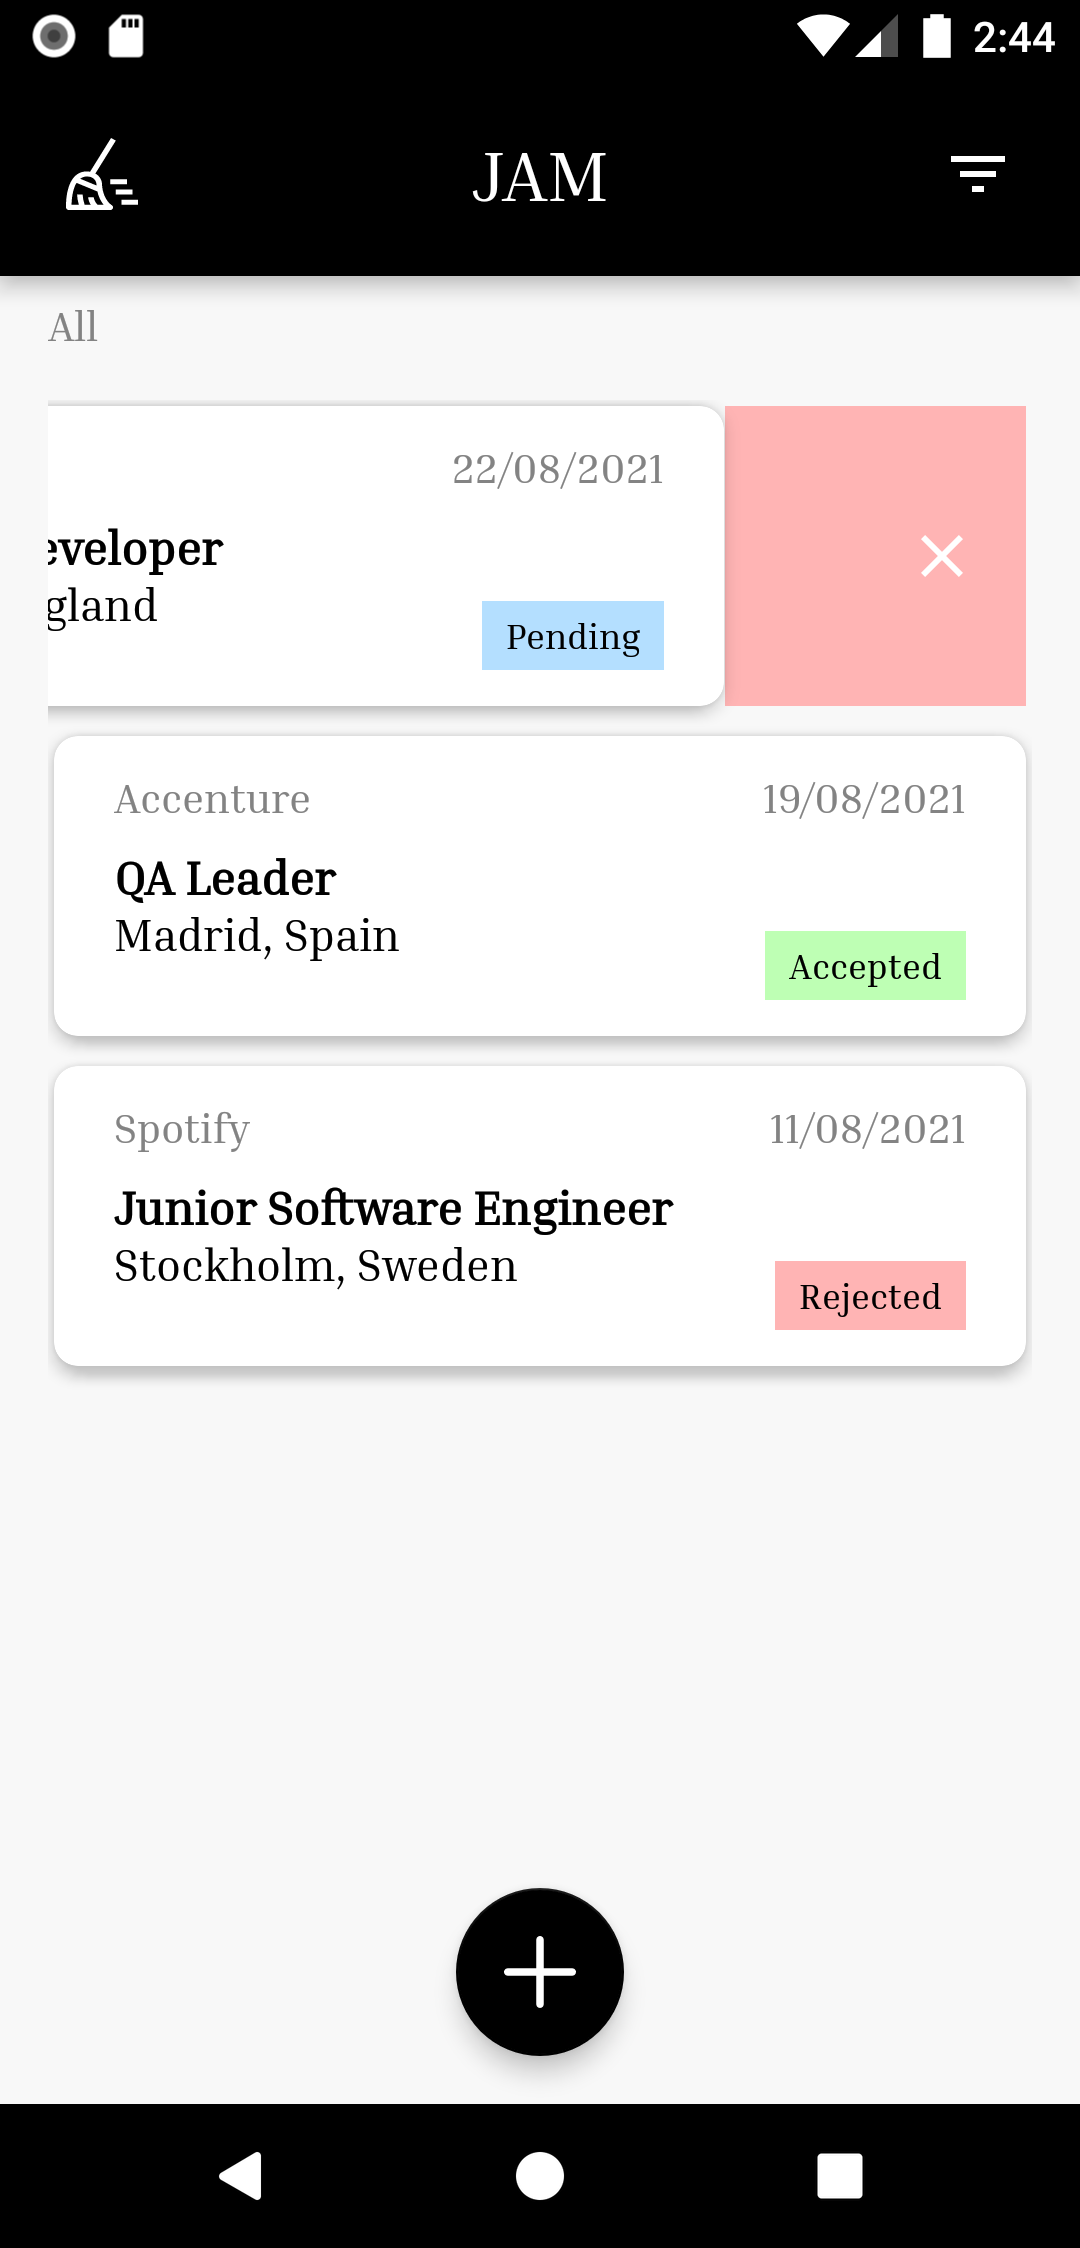 2:44
JAM
All
22/08/2021
eveloper
gland
Pending
Accenture 19/08/2021
QA Leader
Madrid, Spain
Accepted
Spotify 11/08/2021
Junior Software Engineer
Stockholm, Sweden
Rejected